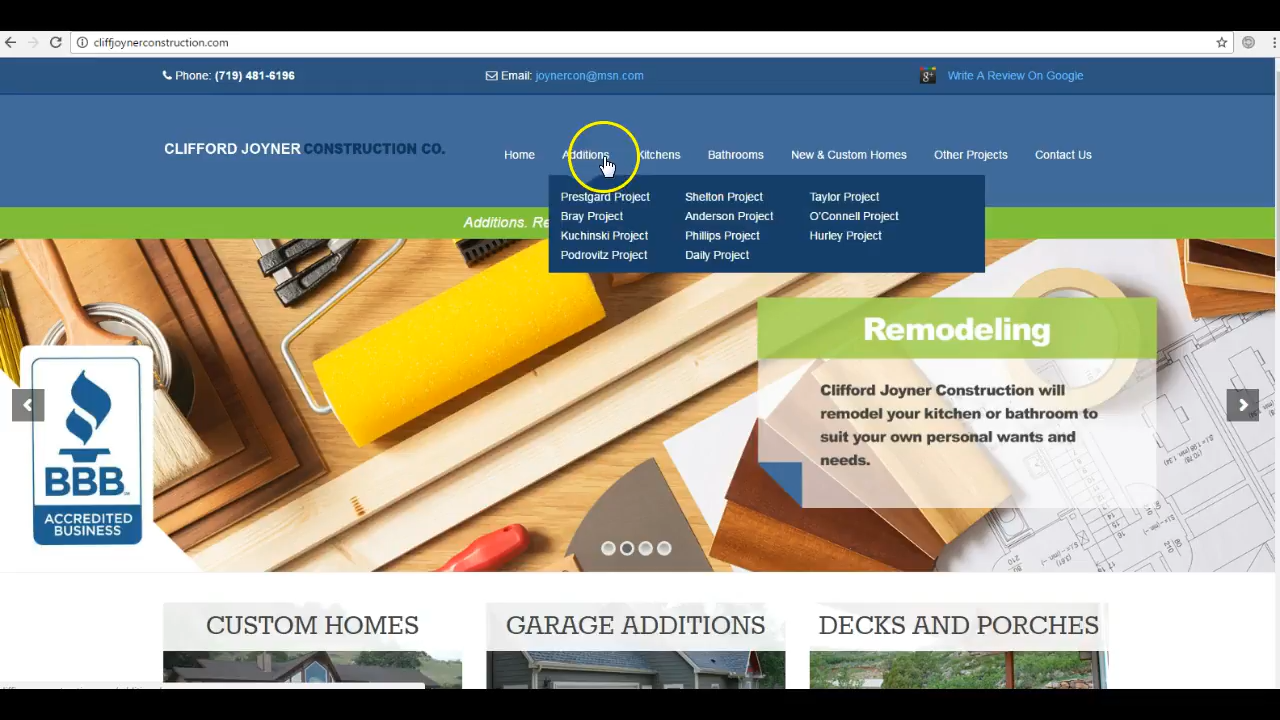 cliffjoynerconstruction.com
Phone: (719) 481-6196
Email: joynercon@msn.com
Write A Review On Google
CLIFFORD JOYNER CONSTRUCTION CO.
Home Additions Kitchens Bathrooms New & Custom Homes Other Projects Contact Us
Prestgard Project Shelton Project Taylor Project
Bray Project Anderson Project O'Connell Project
Kuchinski Project Phillips Project Hurley Project
Podrovitz Project Daily Project
Additions.
Remodeling
Clifford Joyner Construction will
remodel your kitchen or bathroom to
suit your own personal wants and
needs.
BBB
ACCREDITED
BUSINESS
CUSTOM HOMES
GARAGE ADDITIONS
DECKS AND PORCHES